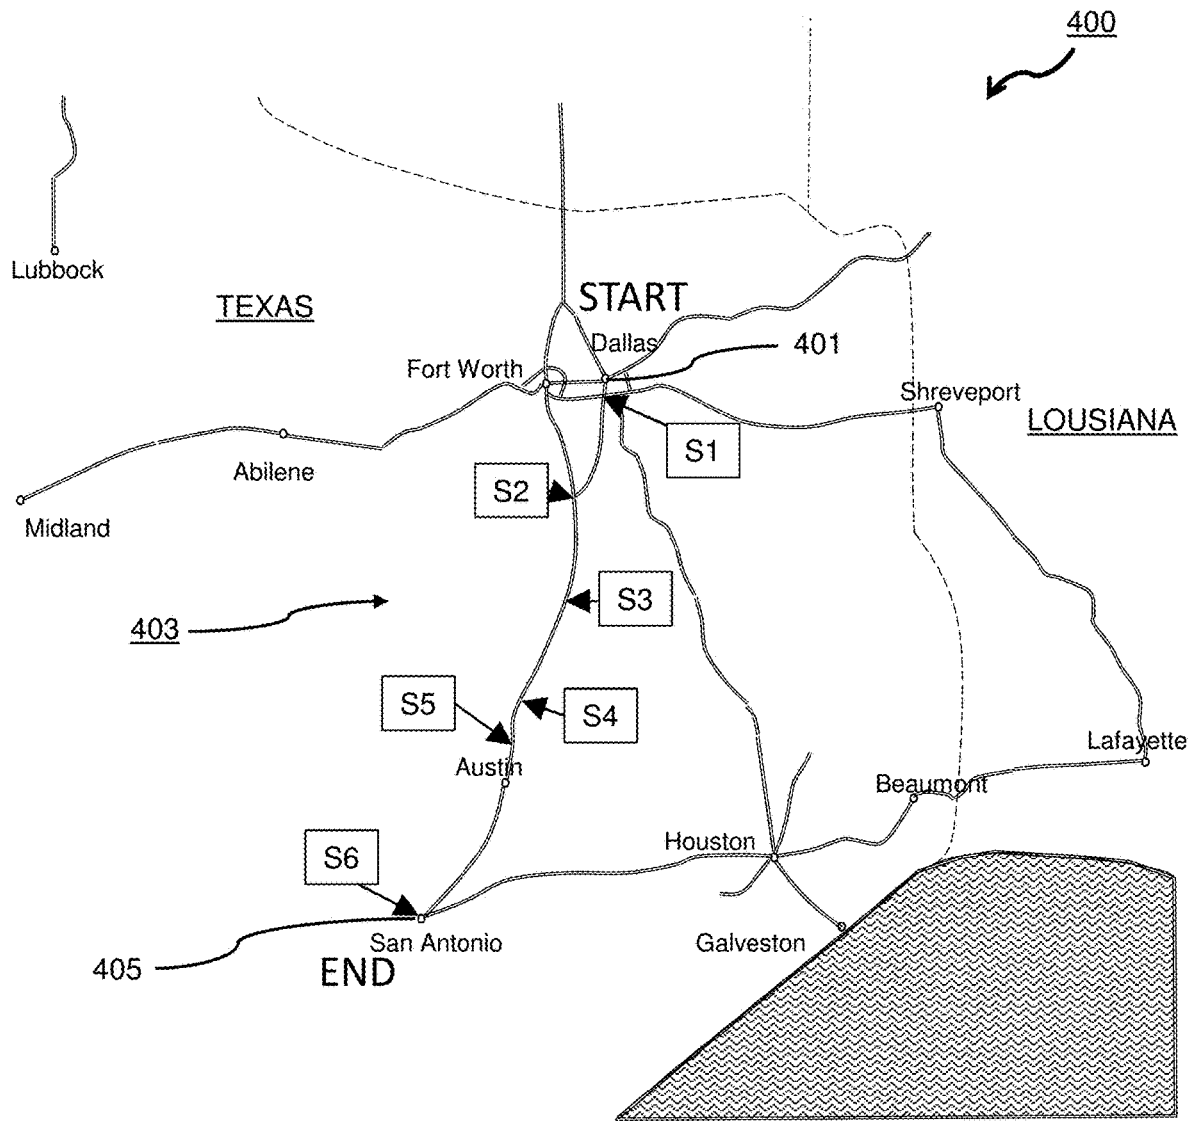 400
Lubbock
TEXAS
START
Dallas
401
Fort Worth
Shreveport
LOUSIANA
S1
Abilene
S2
Midland
S3
403
S5
S4
Austin
Lafayette
Beaumont
Houston
S6
San Antonio
Galveston
405
END